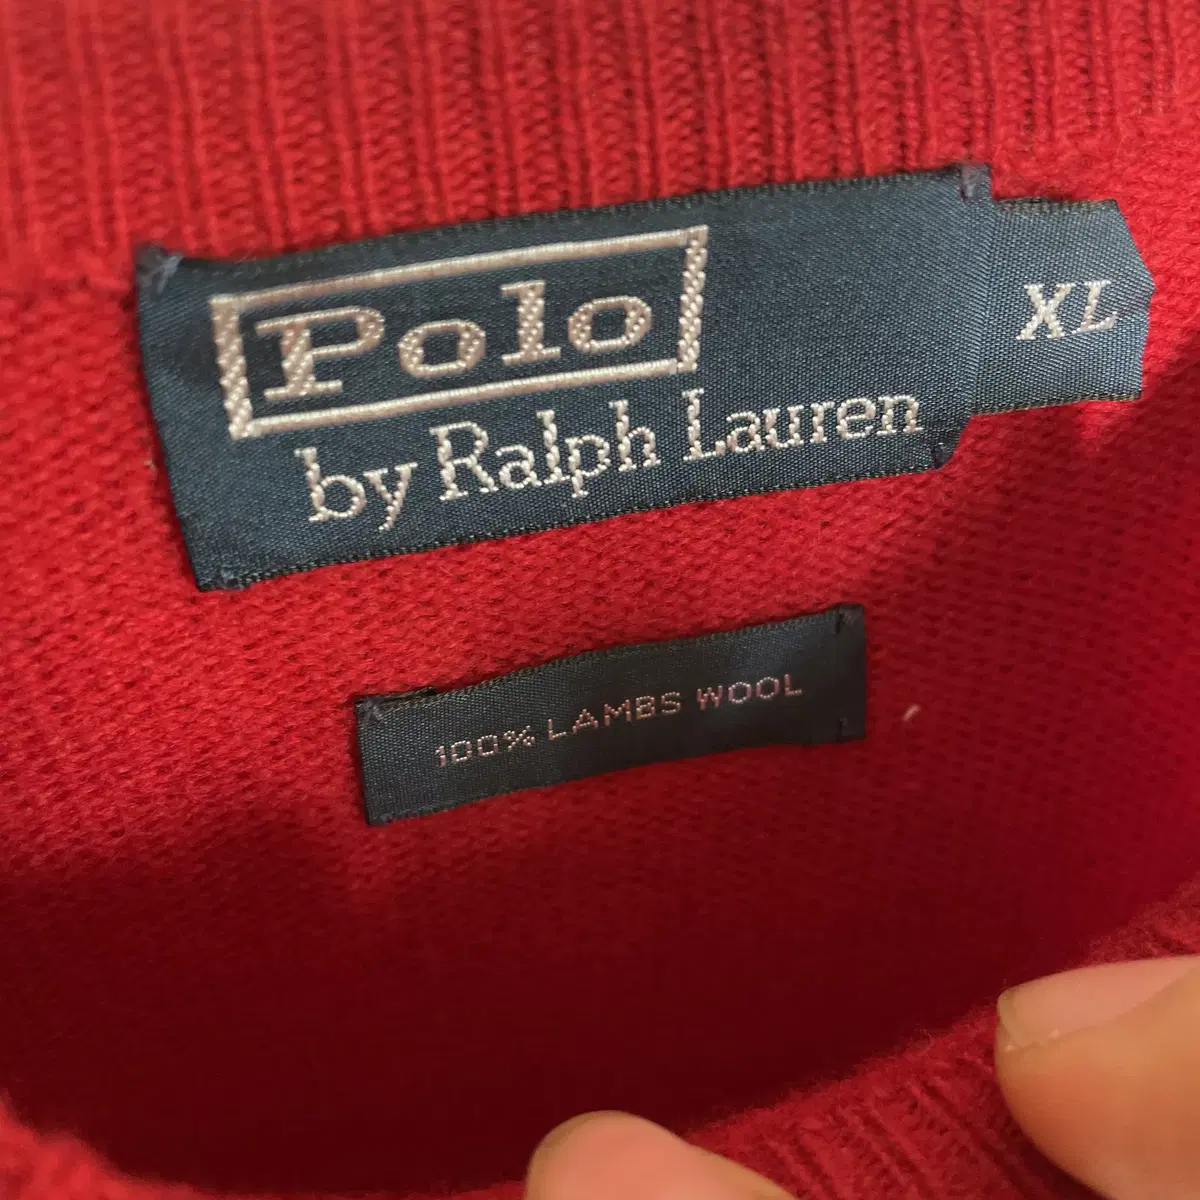 Polo
by Ralph Lauren
XL
100% LAMBS WOOL